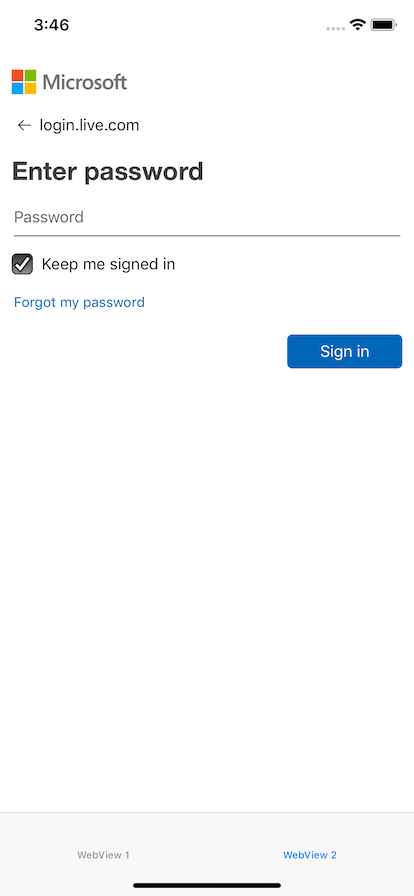 3:46
Microsoft
← login.live.com
Enter password
Password
Keep me signed in
Forgot my password
Sign in
WebView 1
WebView 2